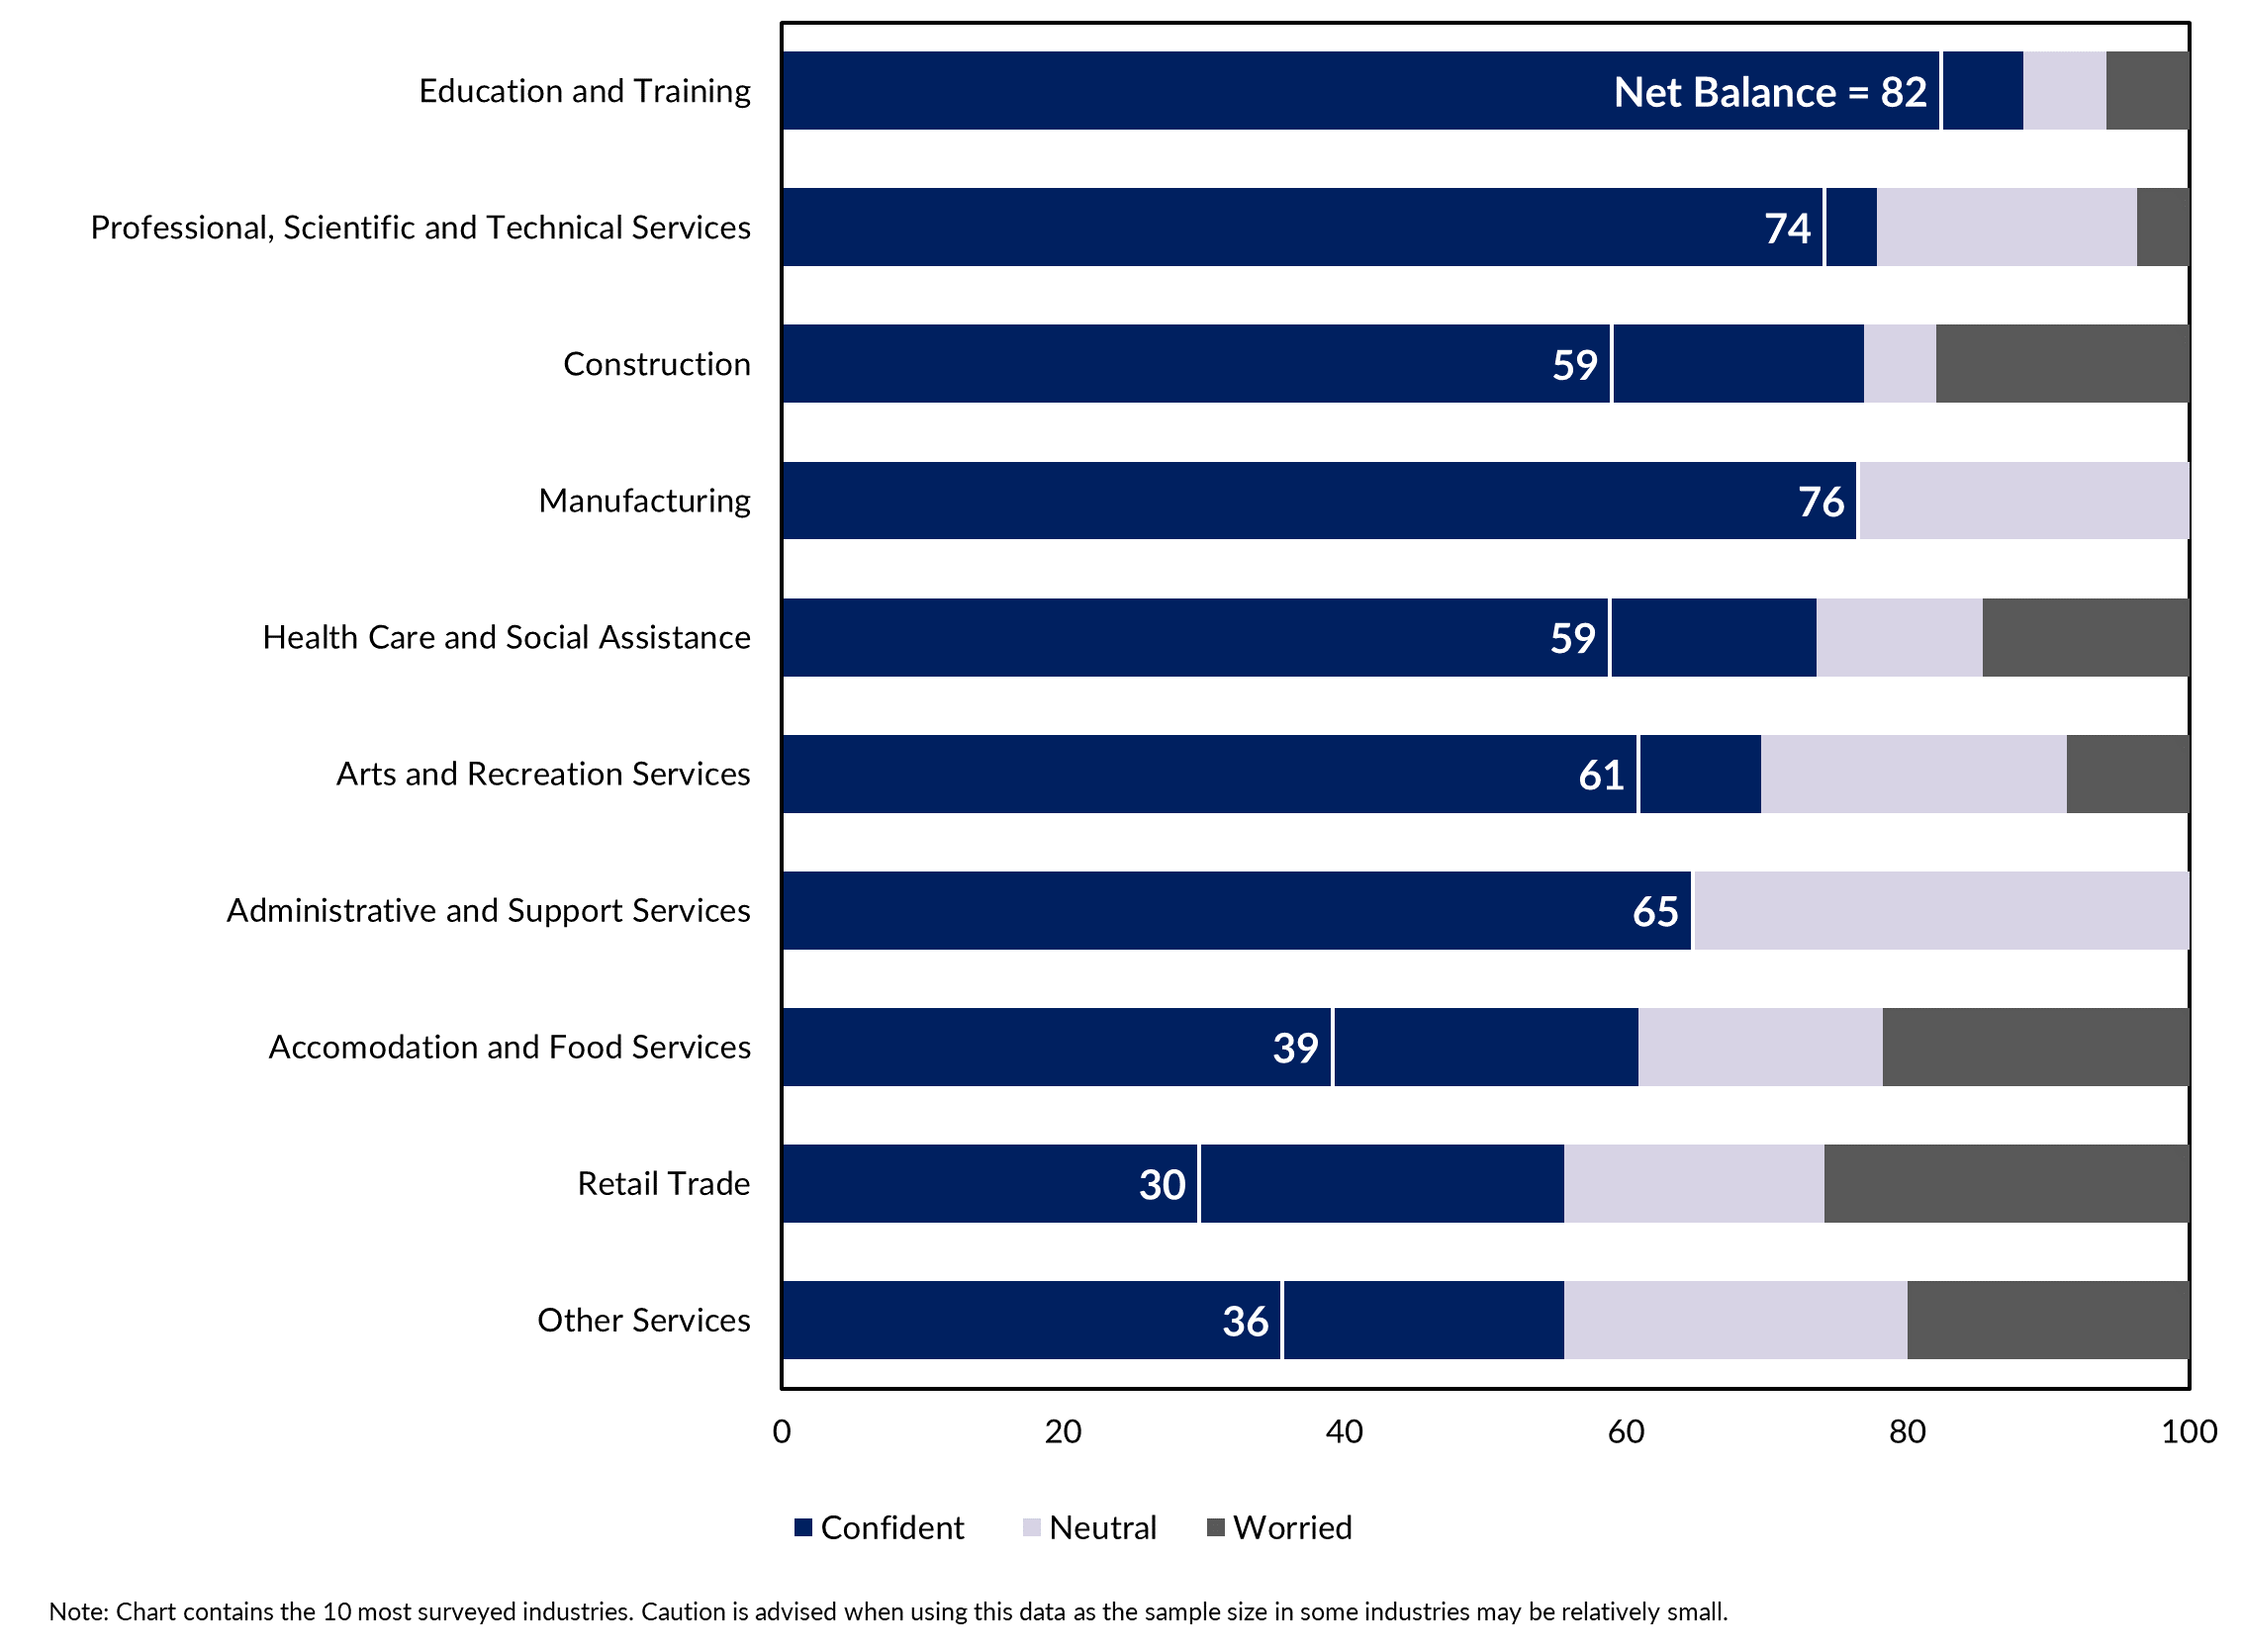 Education and Training
Net Balance = 82
Professional, Scientific and Technical Services
74
Construction
59
Manufacturing
76
Health Care and Social Assistance
59
Arts and Recreation Services
61
Administrative and Support Services
65
Accomodation and Food Services
39
Retail Trade
30
Other Services
36
0 20 40 60 80 100
Confident Neutral Worried
Note: Chart contains the 10 most surveyed industries. Caution is advised when using this data as the sample size in some industries may be relatively small.